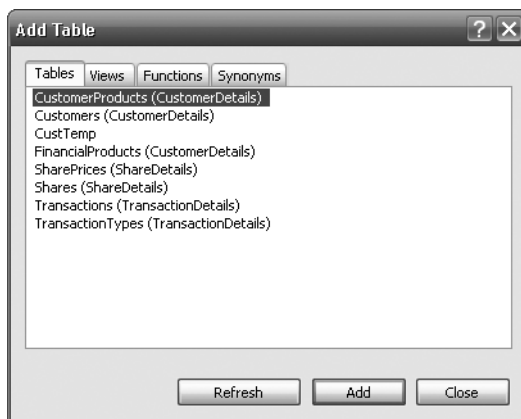 Add Table
?
X
Tables Views Functions Synonyms
CustomerProducts (CustomerDetails)
Customers (CustomerDetails)
CustTemp
FinancialProducts (CustomerDetails)
SharePrices (ShareDetails)
Shares (ShareDetails)
Transactions (TransactionDetails)
TransactionTypes (TransactionDetails)
Refresh Add Close